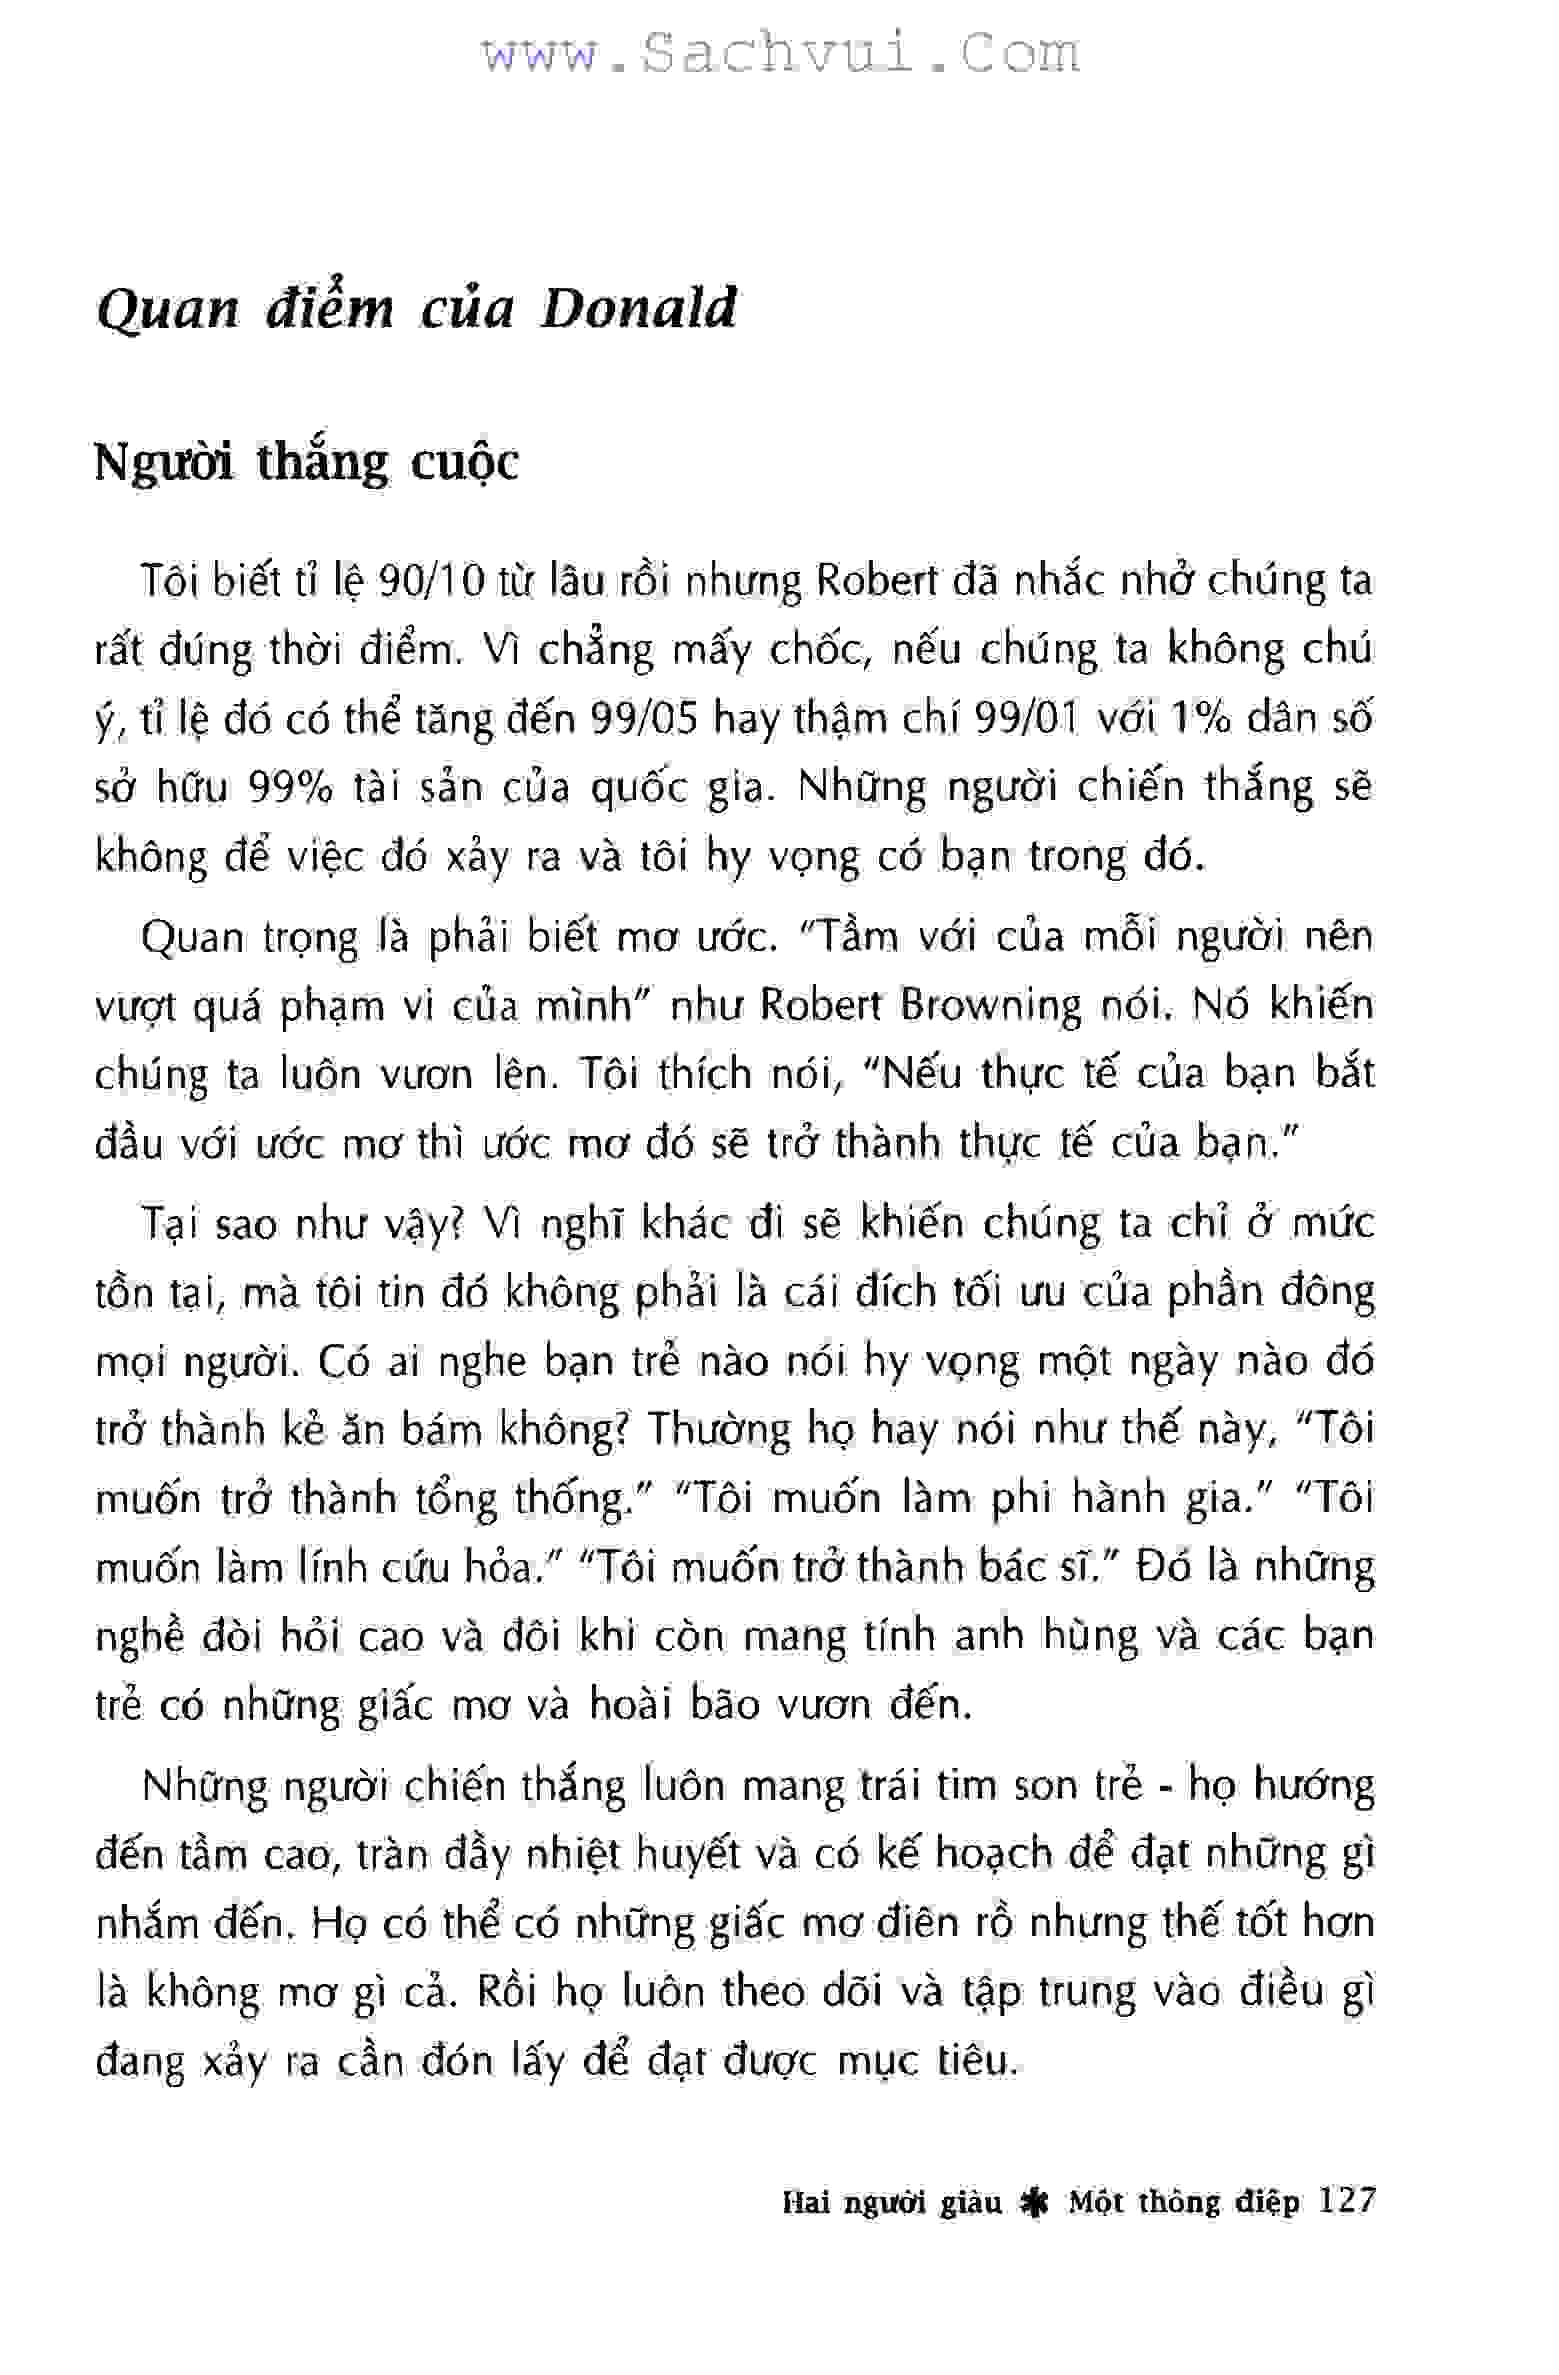 www.Sachvui.Com
Quan điểm của Donald
Người thắng cuộc
Tôi biết tỉ lệ 90/10 từ lâu rồi nhưng Robert đã nhắc nhở chúng ta
rất đúng thời điểm. Vì chẳng mấy chốc, nếu chúng ta không chú
ý, tỉ lệ đó có thể tăng đến 99/05 hay thậm chí 99/01 với 1% dân số
sở hữu 99% tài sản của quốc gia. Những người chiến thắng sẽ
không để việc đó xảy ra và tôi hy vọng có bạn trong đó.
Quan trọng là phải biết mơ ước. "Tầm với của mỗi người nên
vượt quá phạm vi của mình" như Robert Browning nói. Nó khiến
chúng ta luôn vươn lên. Tôi thích nói, "Nếu thực tế của bạn bắt
đầu với ước mơ thì ước mơ đó sẽ trở thành thực tế của bạn."
Tại sao như vậy? Vì nghĩ khác đi sẽ khiến chúng ta chỉ ở mức
tồn tại, mà tôi tin đó không phải là cái đích tối ưu của phần đông
mọi người. Có ai nghe bạn trẻ nào nói hy vọng một ngày nào đó
trở thành kẻ ăn bám không? Thường họ hay nói như thế này, "Tôi
muốn trở thành tổng thống." "Tôi muốn làm phi hành gia." "Tôi
muốn làm lính cứu hỏa." "Tôi muốn trở thành bác sĩ." Đó là những
nghề đòi hỏi cao và đôi khi còn mang tính anh hùng và các bạn
trẻ có những giấc mơ và hoài bão vươn đến.
Những người chiến thắng luôn mang trái tim son trẻ - họ hướng
đến tầm cao, tràn đầy nhiệt huyết và có kế hoạch để đạt những gì
nhắm đến. Họ có thể có những giấc mơ điên rồ nhưng thế tốt hơn
là không mơ gì cả. Rồi họ luôn theo dõi và tập trung vào điều gì
đang xảy ra cần đón lấy để đạt được mục tiêu.
Hai người giàu ✱ Một thông điệp 127